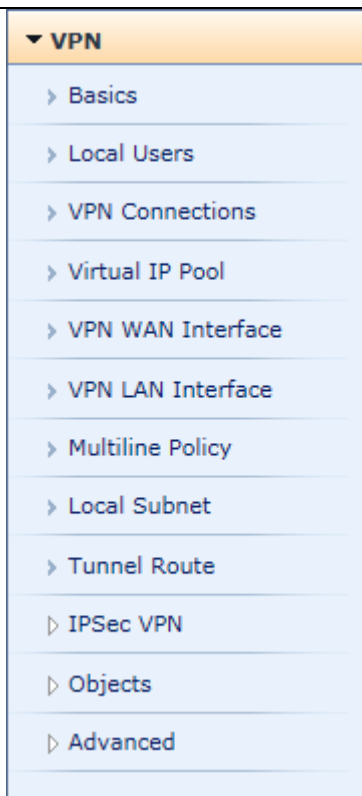 VPN
Basics
Local Users
VPN Connections
Virtual IP Pool
VPN WAN Interface
VPN LAN Interface
Multiline Policy
Local Subnet
Tunnel Route
IPSec VPN
Objects
Advanced